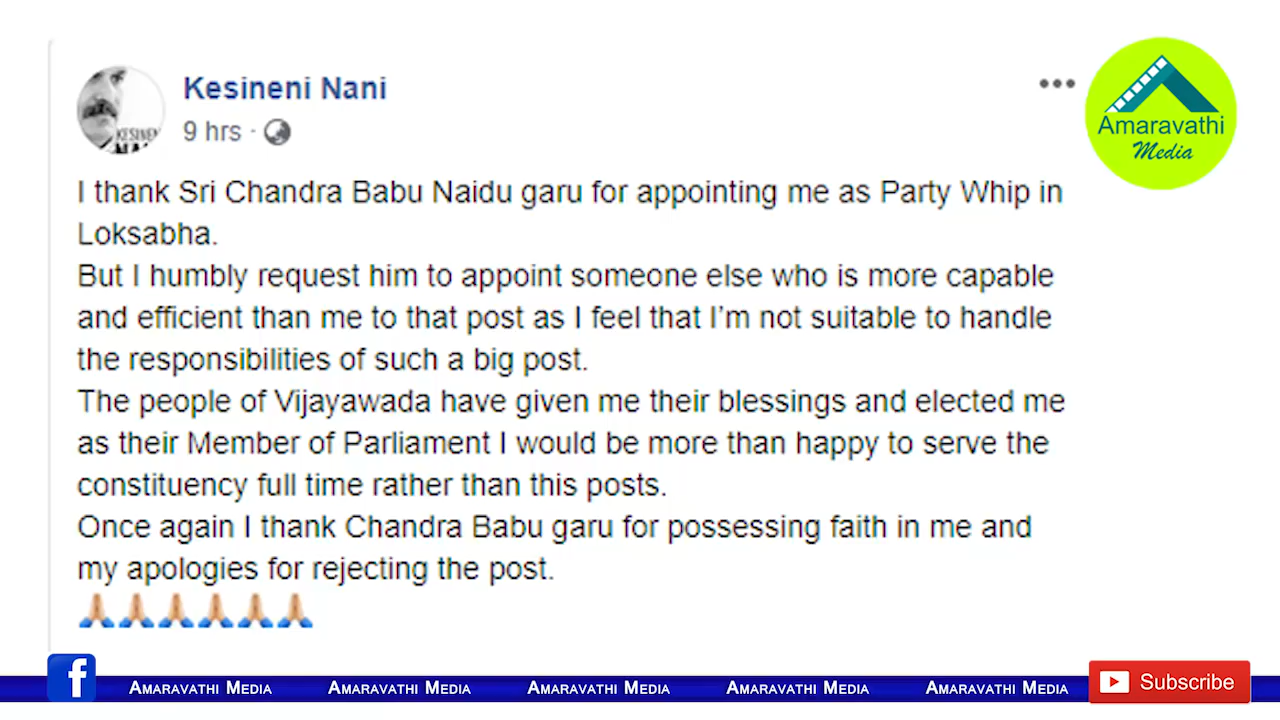 Kesineni Nani
9 hrs ·
KESINENI
Amaravathi
Media
I thank Sri Chandra Babu Naidu garu for appointing me as Party Whip in
Loksabha.
But I humbly request him to appoint someone else who is more capable
and efficient than me to that post as I feel that I'm not suitable to handle
the responsibilities of such a big post.
The people of Vijayawada have given me their blessings and elected me
as their Member of Parliament I would be more than happy to serve the
constituency full time rather than this posts.
Once again I thank Chandra Babu garu for possessing faith in me and
my apologies for rejecting the post.
🙏🏼🙏🏼🙏🏼🙏🏼🙏🏼🙏🏼
f AMARAVATHI MEDIA AMARAVATHI MEDIA AMARAVATHI MEDIA AMARAVATHI MEDIA AMARAVATHI MEDIA Subscribe